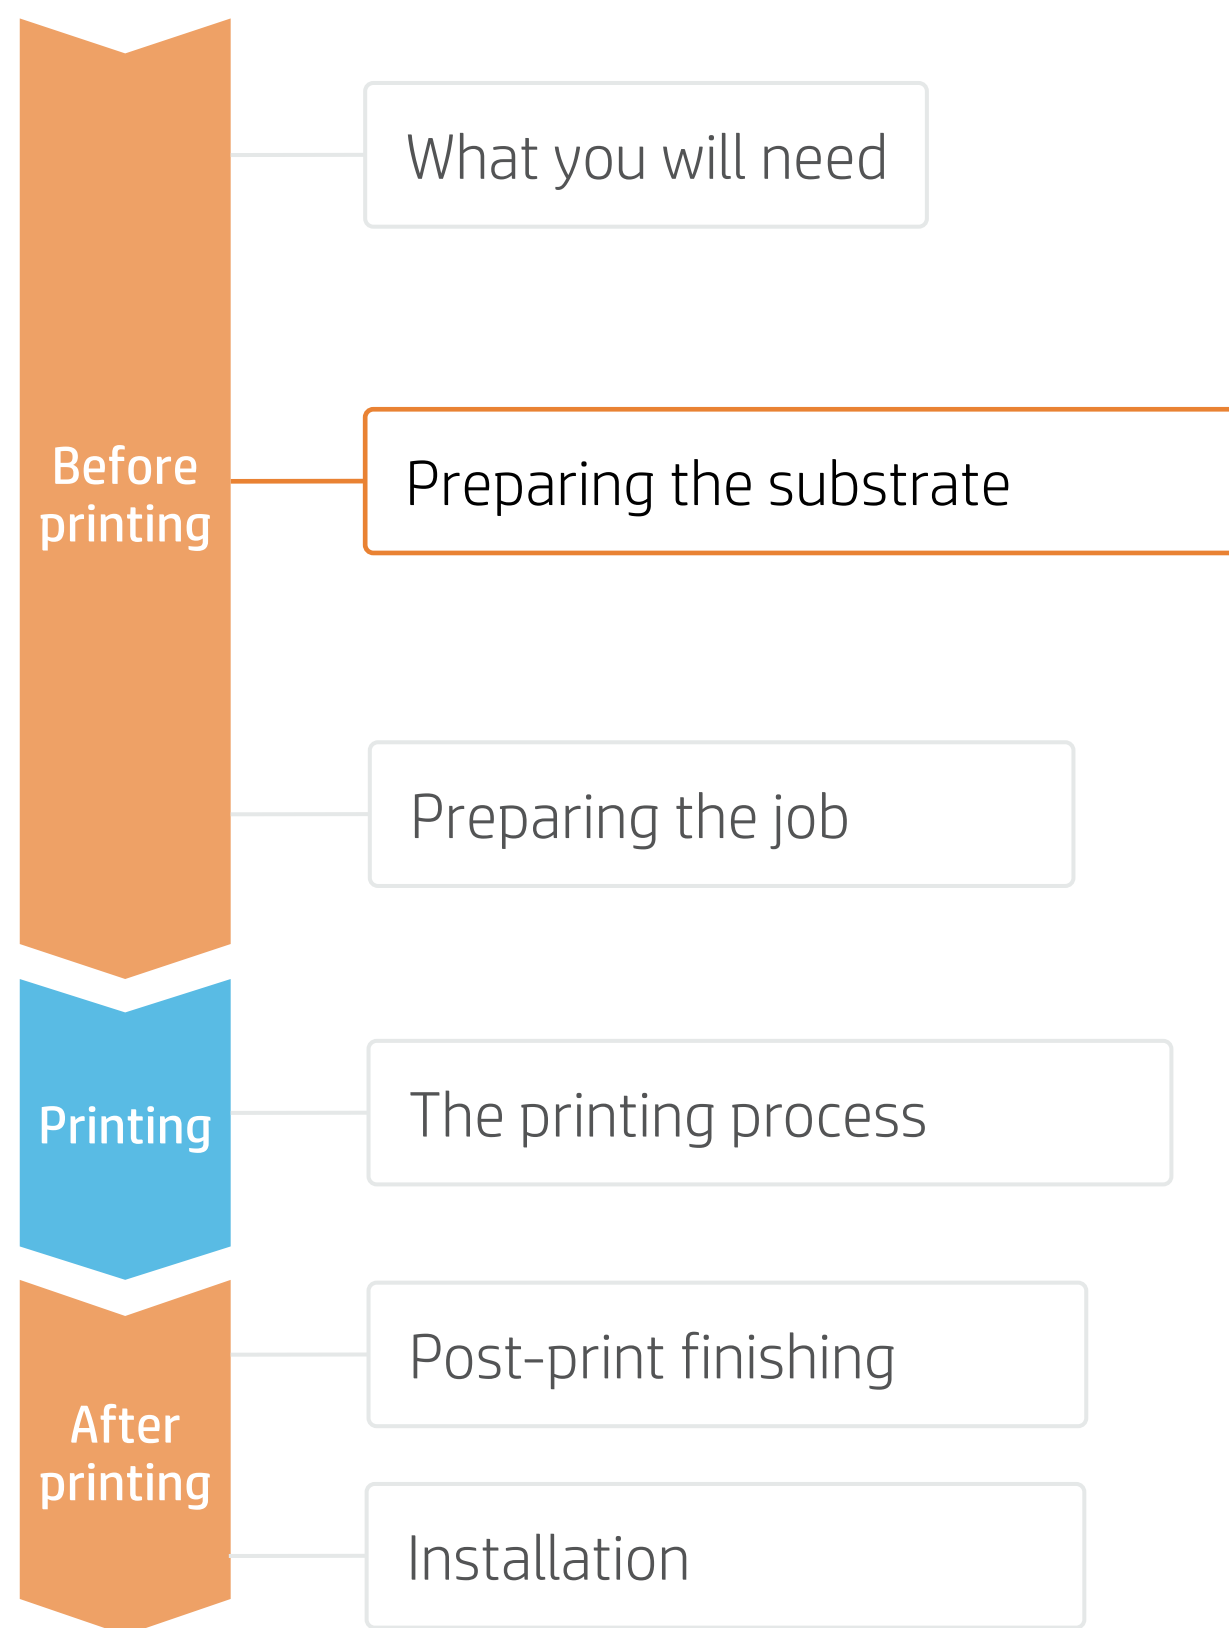 What you will need
Before
printing
Preparing the substrate
Preparing the job
Printing
The printing process
After
printing
Post-print finishing
Installation